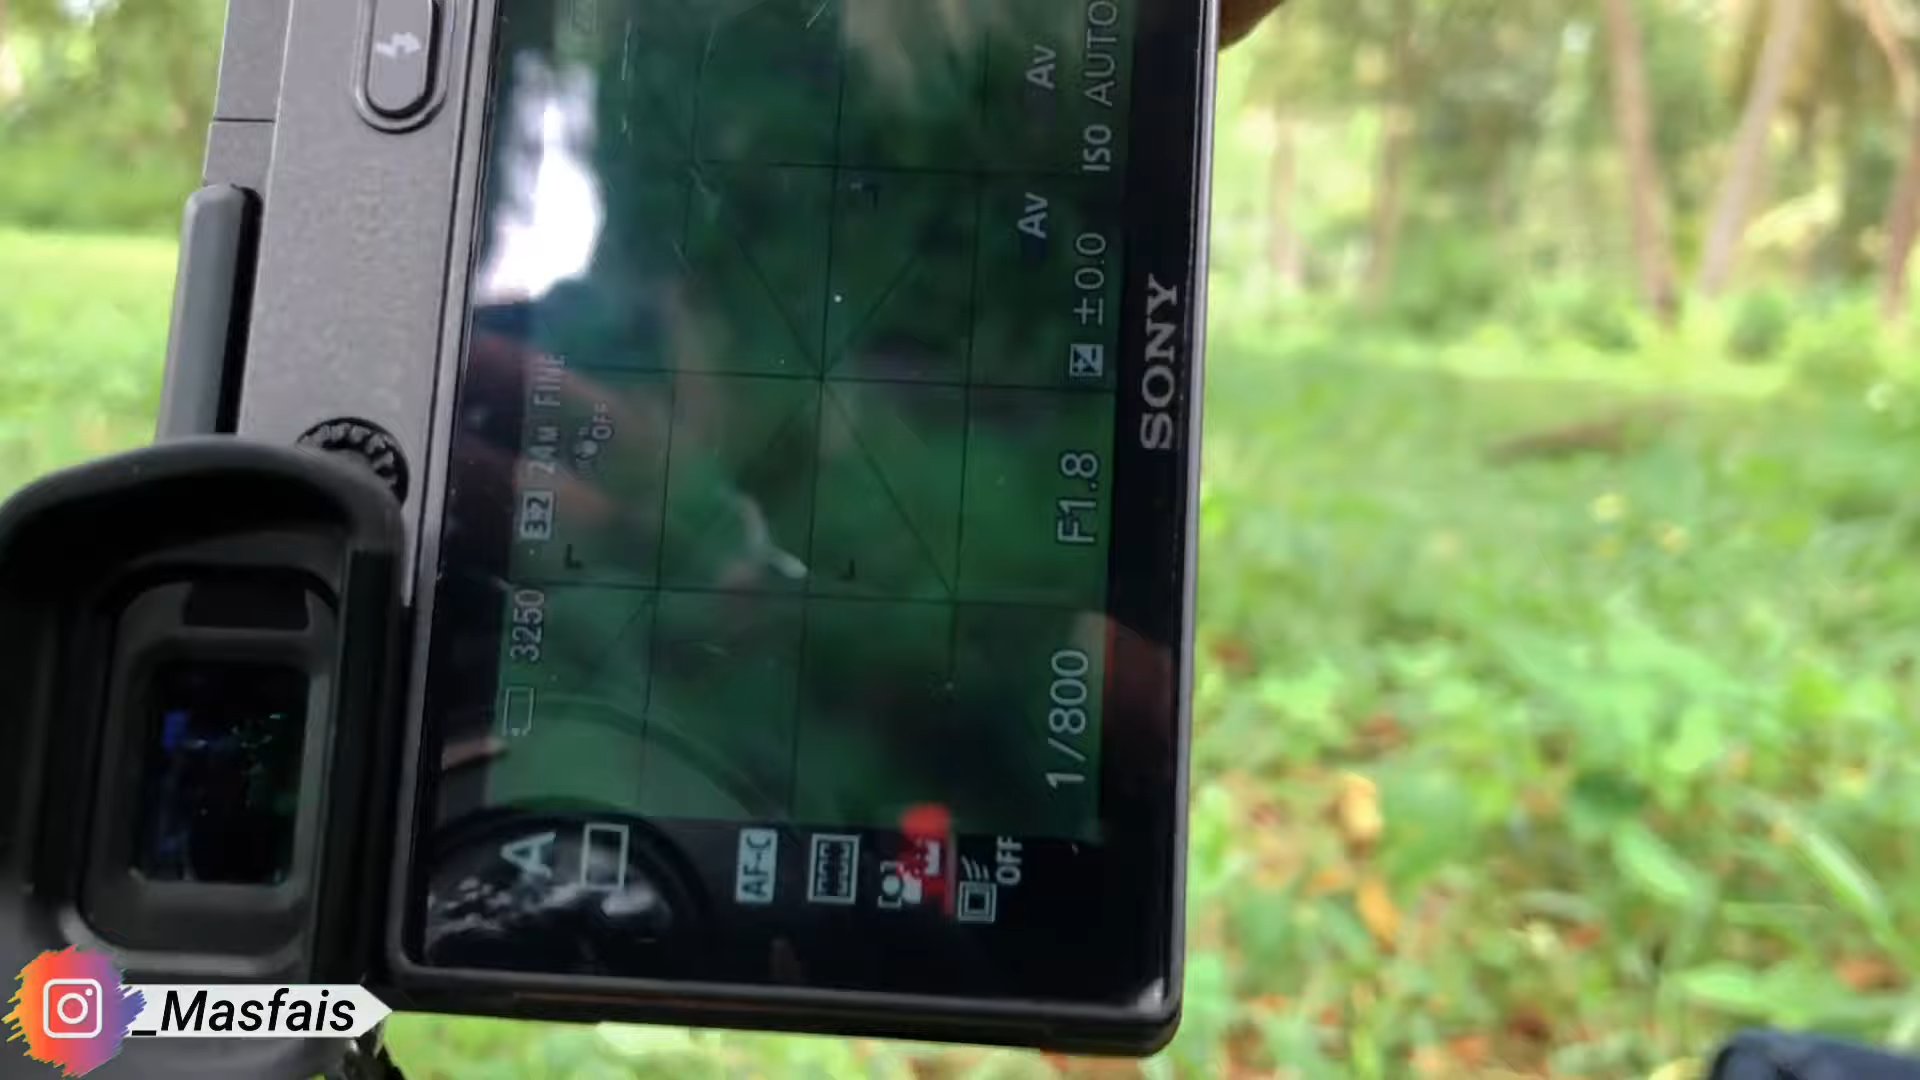 A
3250
3:2 24M FINE
OFF
AF-C
OFF
1/800
F1.8
±0.0
Av
Av
ISO AUTO
SONY
_Masfais